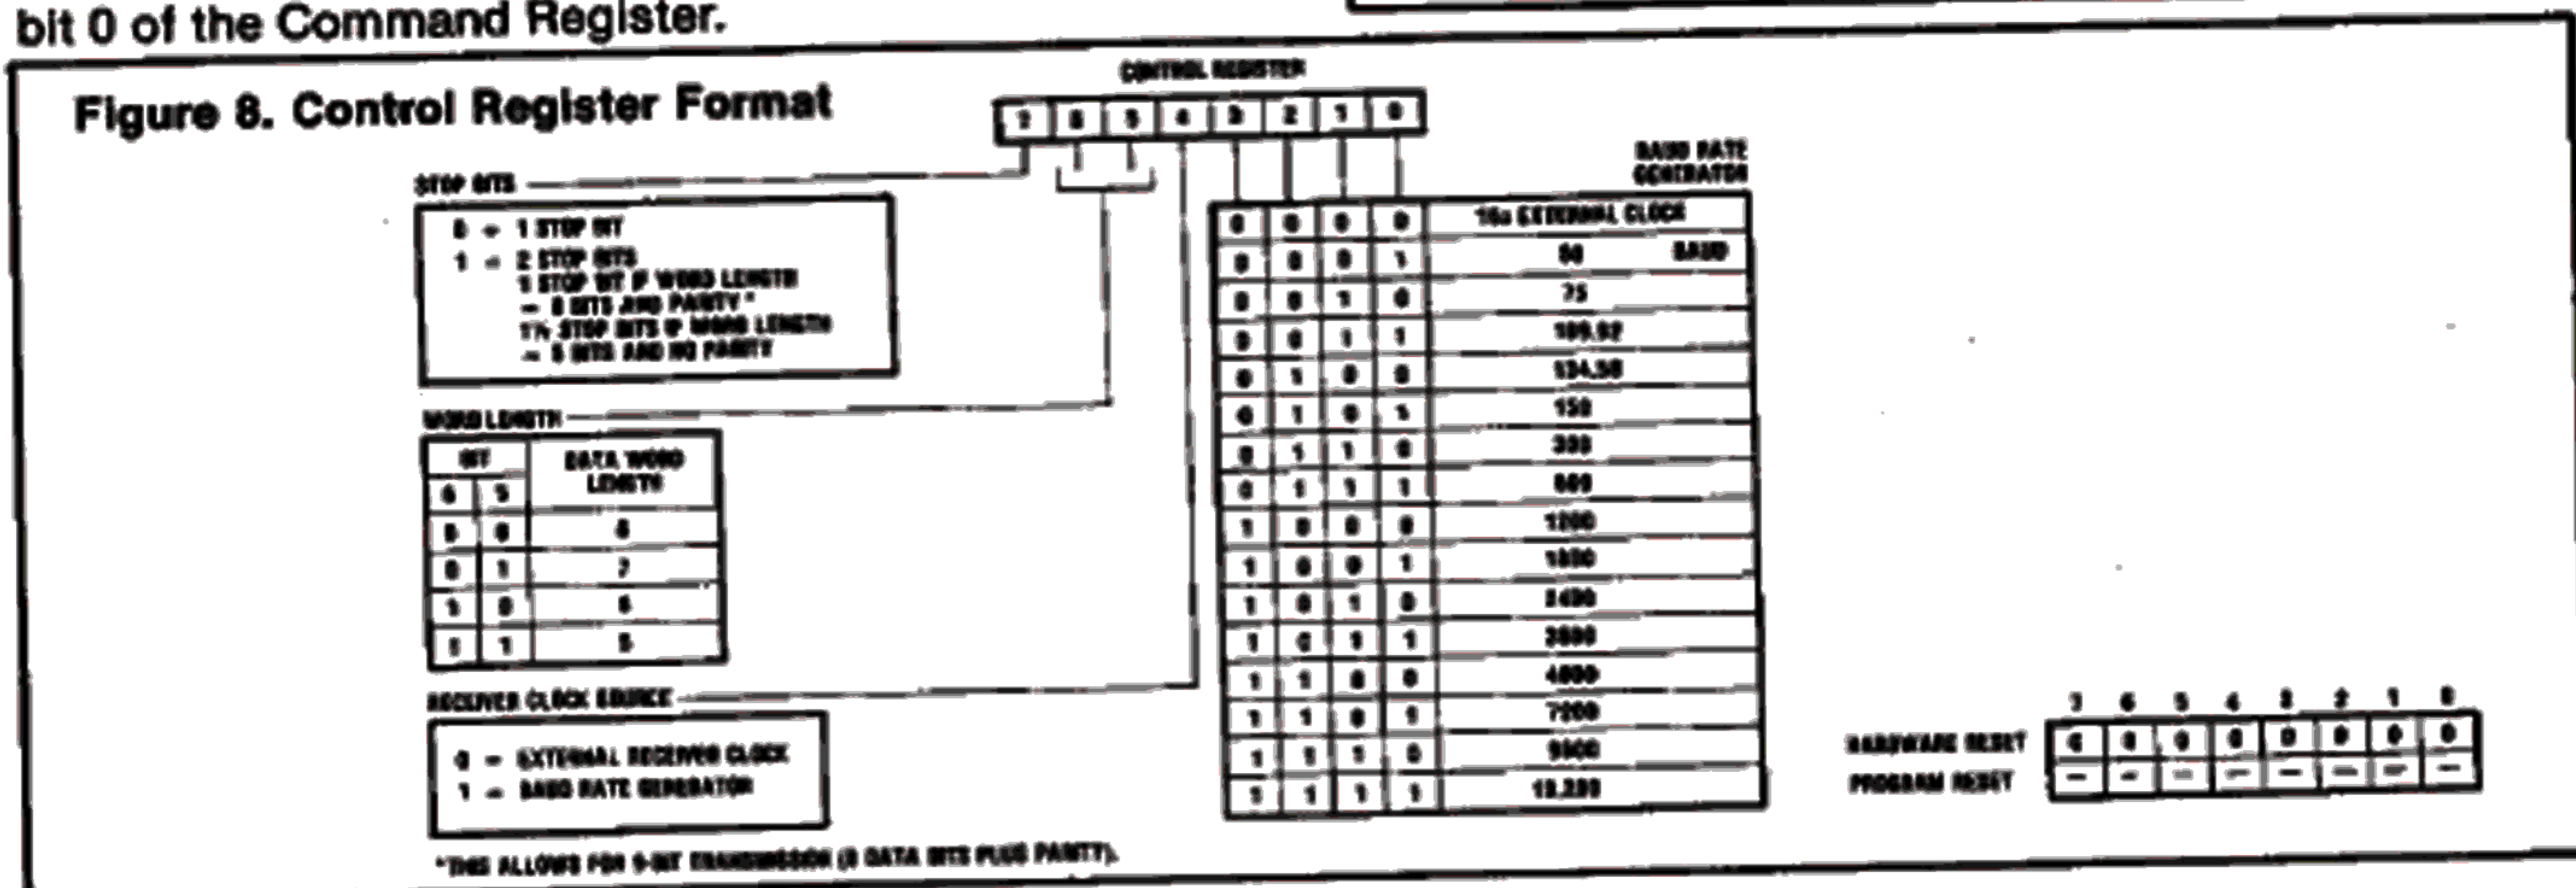 bit 0 of the Command Register.
Figure 8. Control Register Format
CONTROL REGISTER
7 6 5 4 3 2 1 0
STOP BITS
0 = 1 STOP BIT
1 = 2 STOP BITS
1 STOP BIT IF WORD LENGTH
= 8 BITS AND PARITY*
1½ STOP BITS IF WORD LENGTH
= 5 BITS AND NO PARITY
WORD LENGTH
BIT DATA WORD
LENGTH
6 5
0 0 8
0 1 7
1 0 6
1 1 5
RECEIVER CLOCK SOURCE
0 = EXTERNAL RECEIVER CLOCK
1 = BAUD RATE GENERATOR
BAUD RATE
GENERATOR
0 0 0 0 16x EXTERNAL CLOCK
0 0 0 1 50 BAUD
0 0 1 0 75
0 0 1 1 109.92
0 1 0 0 134.58
0 1 0 1 150
0 1 1 0 300
0 1 1 1 600
1 0 0 0 1200
1 0 0 1 1800
1 0 1 0 2400
1 0 1 1 3600
1 1 0 0 4800
1 1 0 1 7200
1 1 1 0 9600
1 1 1 1 19,200
7 6 5 4 3 2 1 0
HARDWARE RESET 0 0 0 0 0 0 0 0
PROGRAM RESET — — — — — — — —
*THIS ALLOWS FOR 9-BIT TRANSMISSION (8 DATA BITS PLUS PARITY).